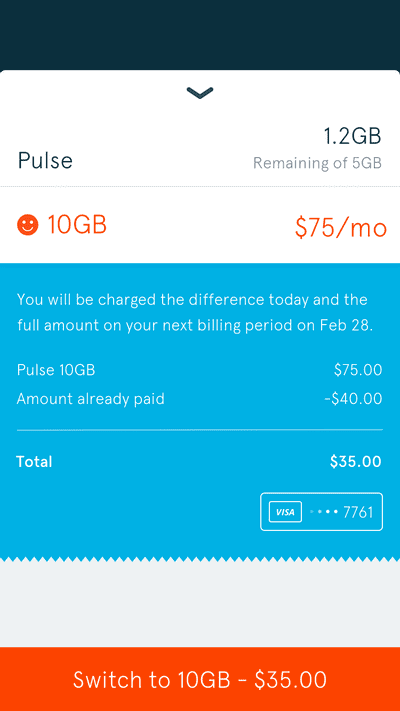 1.2GB
Pulse
Remaining of 5GB
10GB
$75/mo
You will be charged the difference today and the
full amount on your next billing period on Feb 28.
Pulse 10GB $75.00
Amount already paid -$40.00
Total $35.00
VISA •••• 7761
Switch to 10GB - $35.00